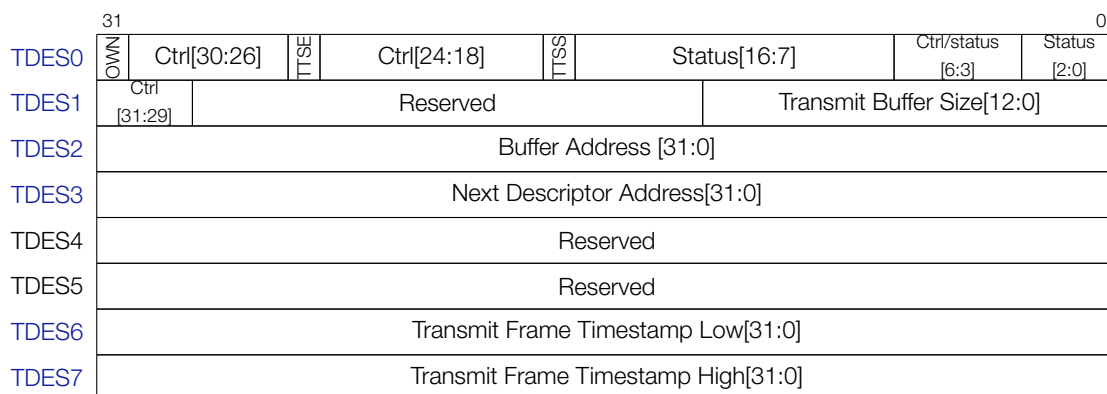 31 0
TDES0 OWN Ctrl[30:26] TTSE Ctrl[24:18] TTSS Status[16:7] Ctrl/status [6:3] Status [2:0]
TDES1 Ctrl [31:29] Reserved Transmit Buffer Size[12:0]
TDES2 Buffer Address [31:0]
TDES3 Next Descriptor Address[31:0]
TDES4 Reserved
TDES5 Reserved
TDES6 Transmit Frame Timestamp Low[31:0]
TDES7 Transmit Frame Timestamp High[31:0]